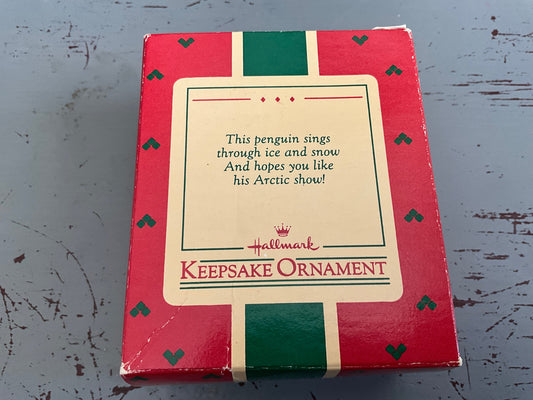 This penguin sings
through ice and snow
And hopes you like
his Arctic show!
Hallmark
KEEPSAKE ORNAMENT